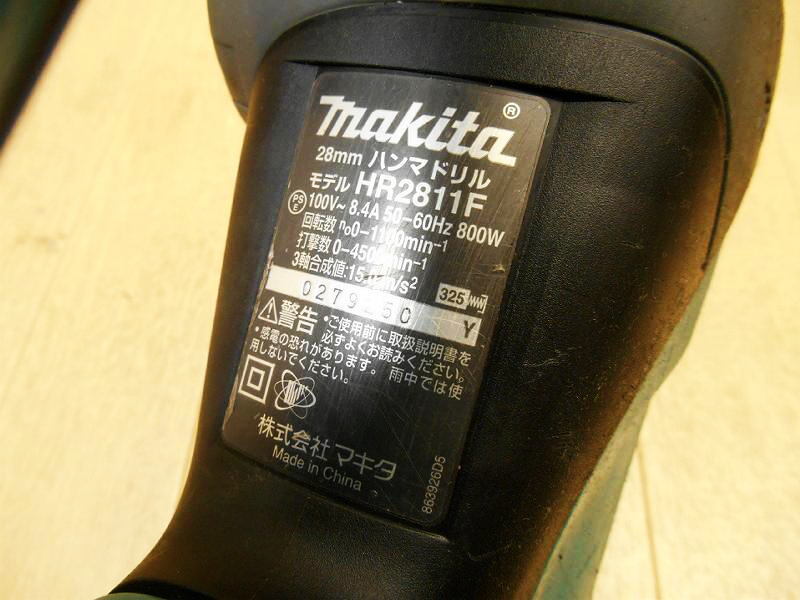 makita®
28mm ハンマドリル
モデル HR2811F
PS E 100V~ 8.4A 50-60Hz 800W
回転数 n₀0-1100min⁻¹
打撃数 0-4500min⁻¹
3軸合成値: m/s²
325
Y
⚠警告 ・ご使用前に取扱説明書を
必ずよくお読みください。
・感電の恐れがあります。雨中では使
用しないでください。
株式会社 マキタ
Made in China
863926D5